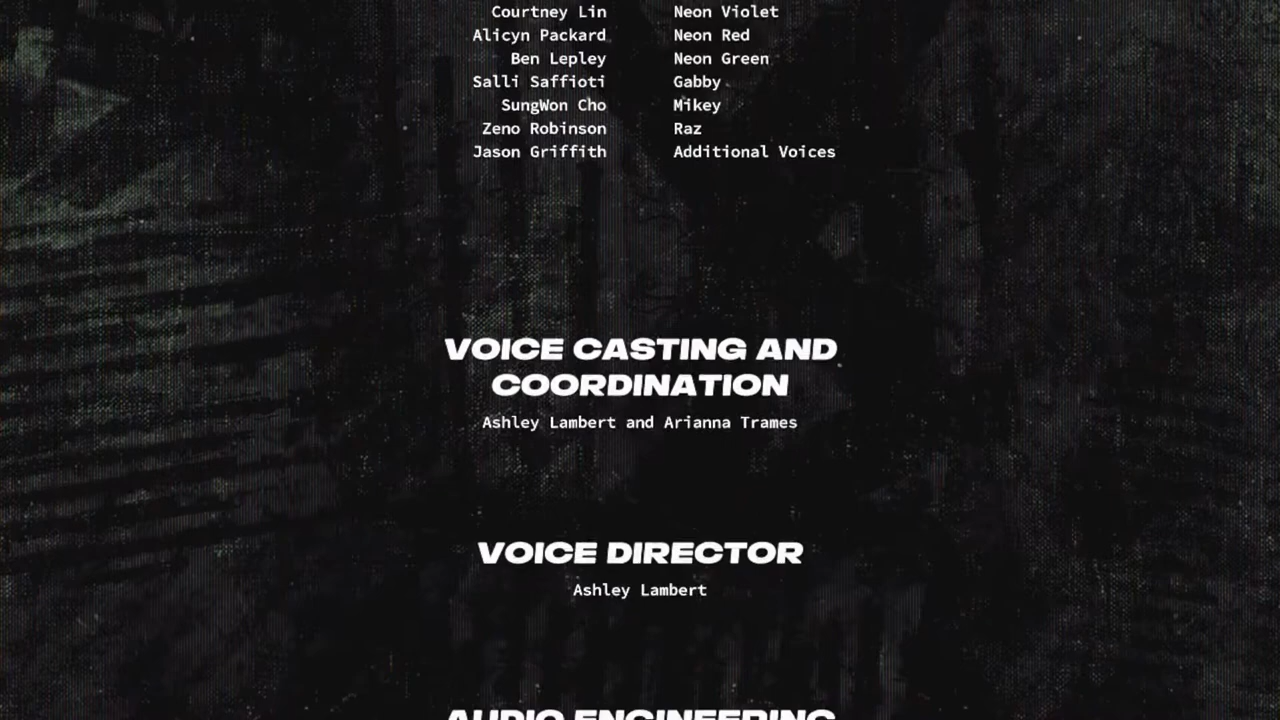 Courtney Lin Neon Violet
Alicyn Packard Neon Red
Ben Lepley Neon Green
Salli Saffioti Gabby
SungWon Cho Mikey
Zeno Robinson Raz
Jason Griffith Additional Voices
VOICE CASTING AND
COORDINATION
Ashley Lambert and Arianna Trames
VOICE DIRECTOR
Ashley Lambert
AUDIO ENGINEERING